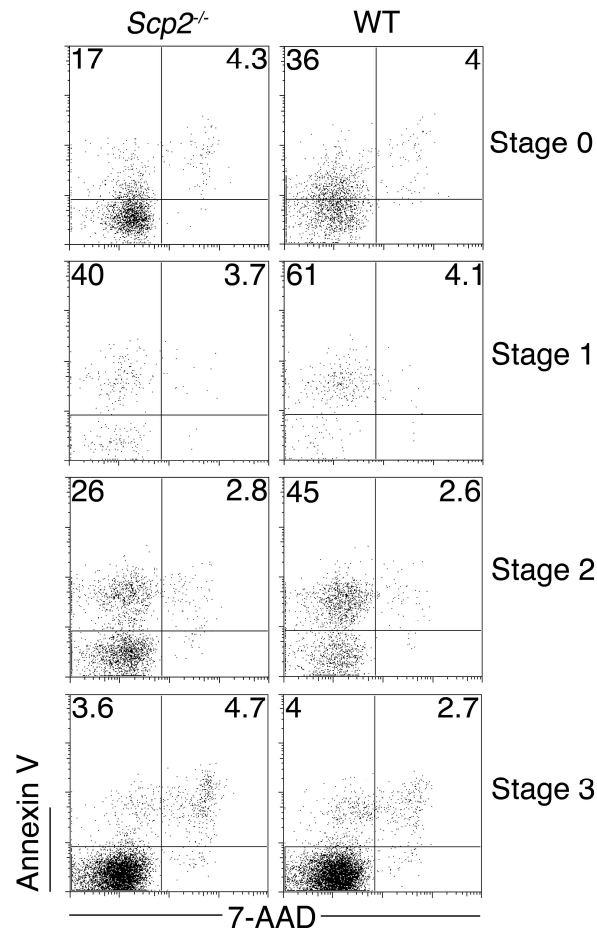 Scp2-/- WT
17 4.3 36 4
Stage 0
40 3.7 61 4.1
Stage 1
26 2.8 45 2.6
Stage 2
3.6 4.7 4 2.7
Stage 3
Annexin V
7-AAD